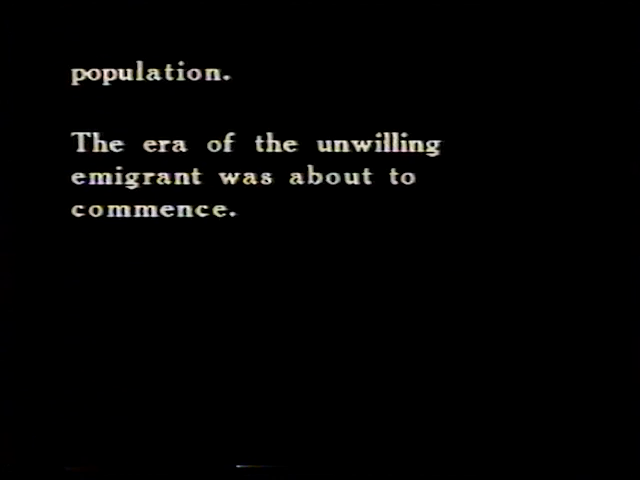 population.
The era of the unwilling
emigrant was about to
commence.